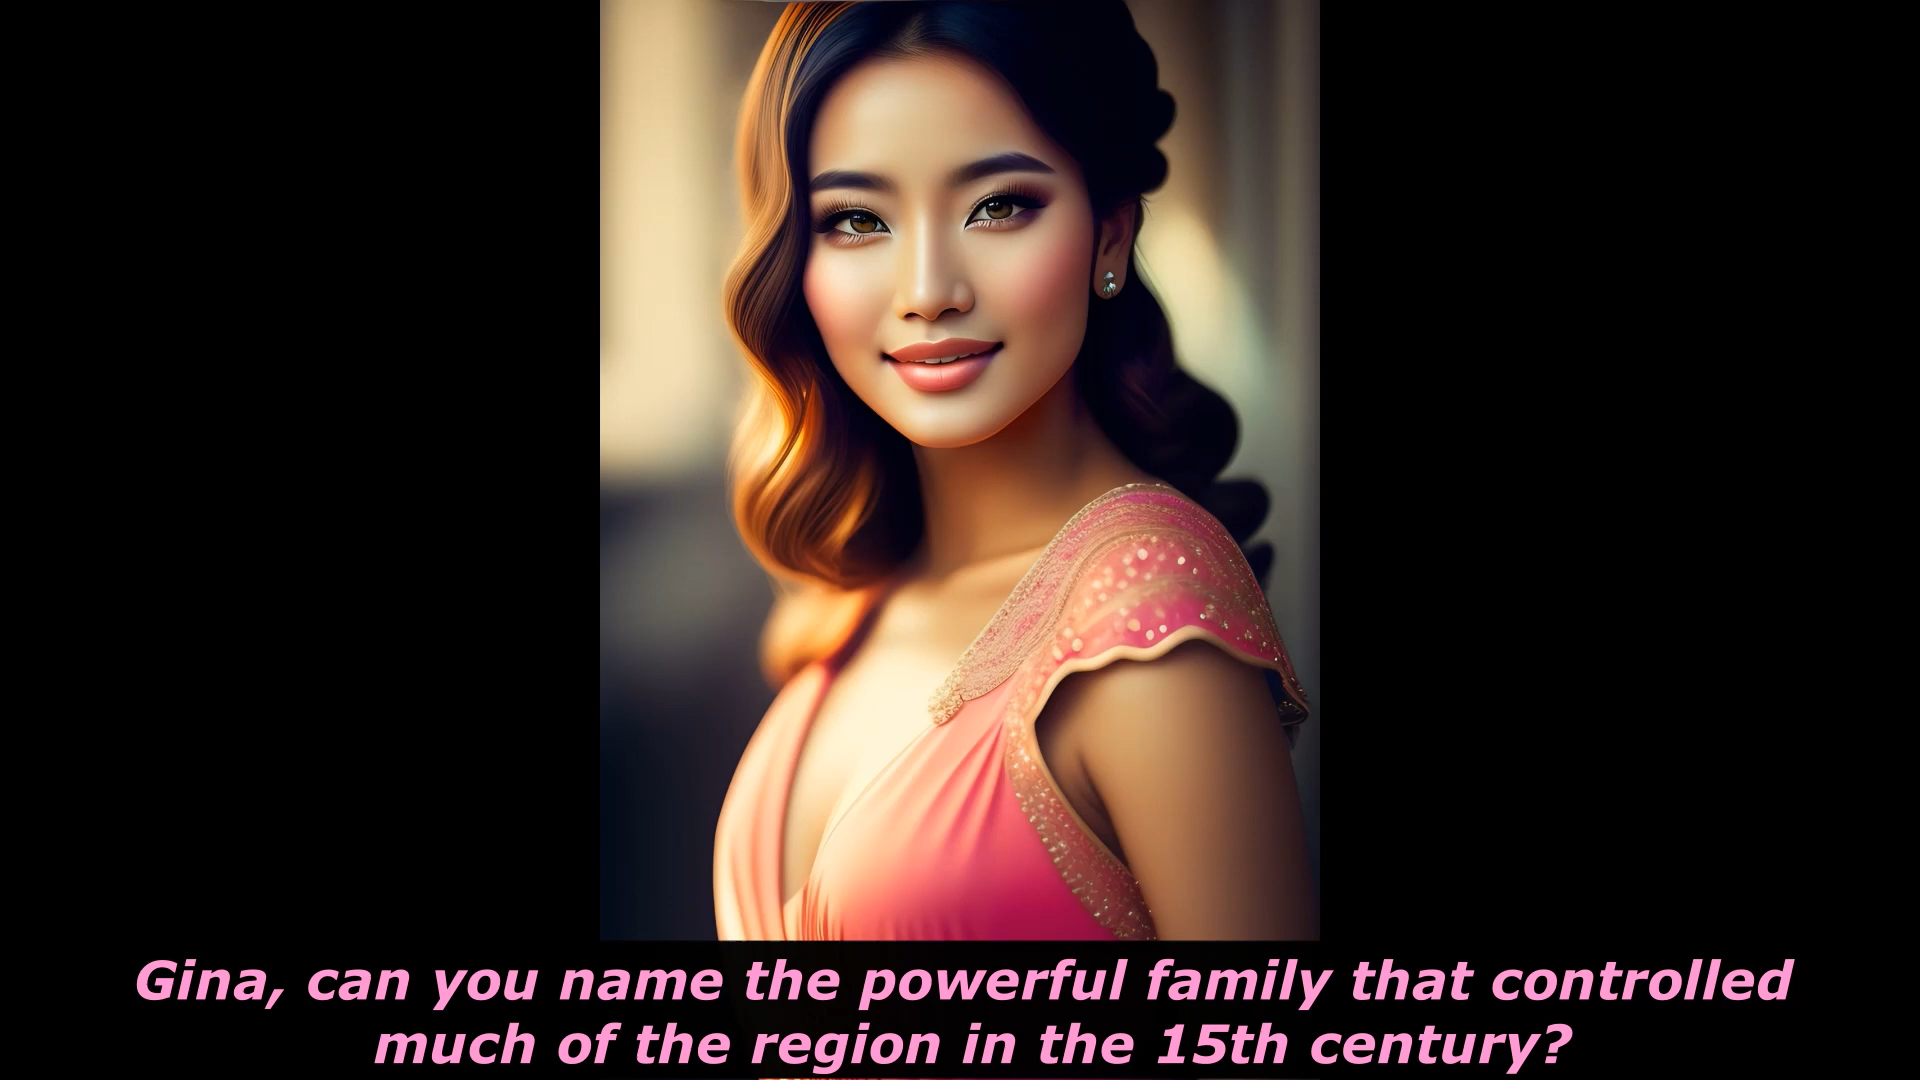 Gina, can you name the powerful family that controlled
much of the region in the 15th century?